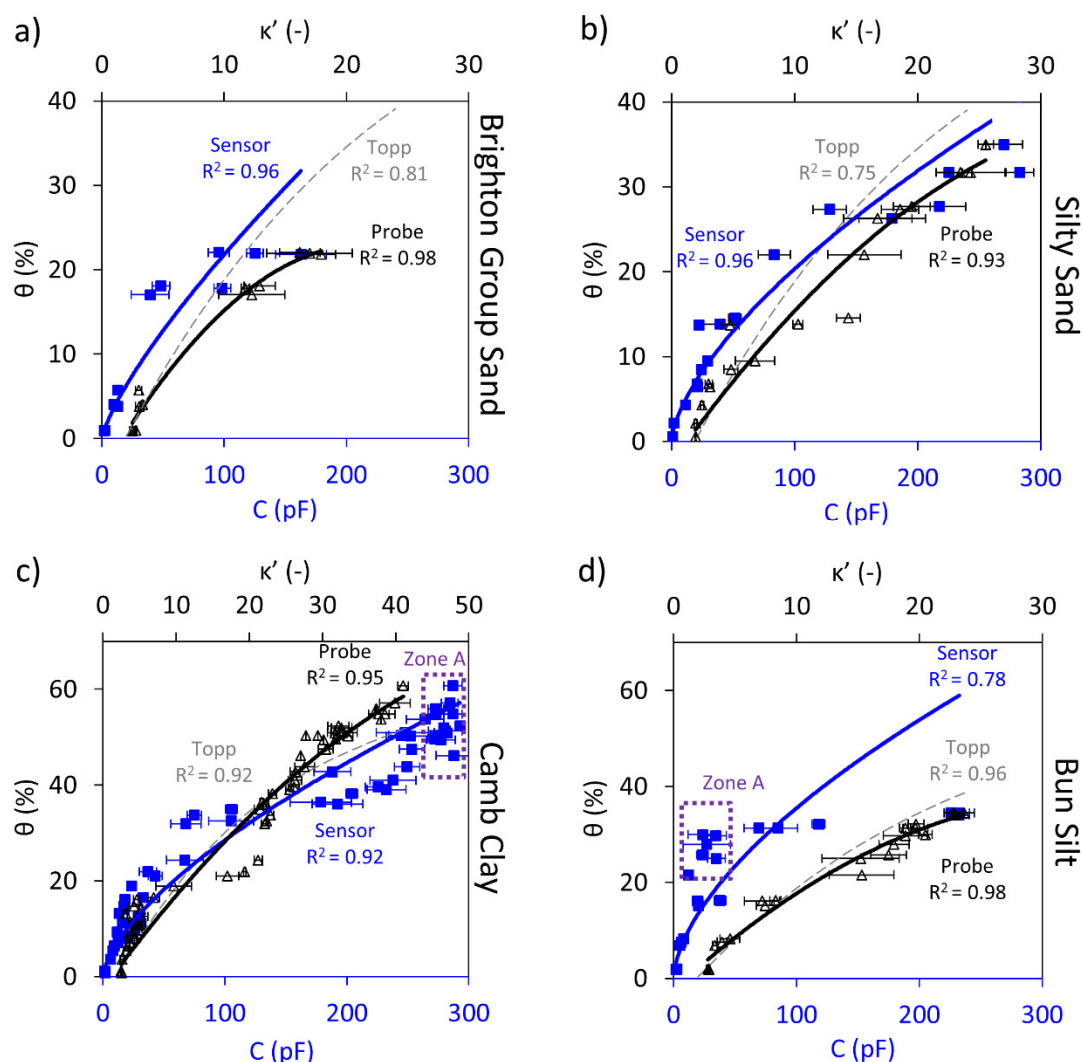 a)
κ' (-)
0 10 20 30
40
30
20
10
0
θ (%)
Sensor
R² = 0.96
Topp
R² = 0.81
Probe
R² = 0.98
Brighton Group Sand
0 100 200 300
C (pF)
b)
κ' (-)
0 10 20 30
40
30
20
10
0
θ (%)
Topp
R² = 0.75
Sensor
R² = 0.96
Probe
R² = 0.93
Silty Sand
0 100 200 300
C (pF)
c)
κ' (-)
0 10 20 30 40 50
60
40
20
0
θ (%)
Probe
R² = 0.95
Zone A
Topp
R² = 0.92
Sensor
R² = 0.92
Camb Clay
0 100 200 300
C (pF)
d)
κ' (-)
0 10 20 30
60
40
20
0
θ (%)
Sensor
R² = 0.78
Zone A
Topp
R² = 0.96
Probe
R² = 0.98
Bun Silt
0 100 200 300
C (pF)